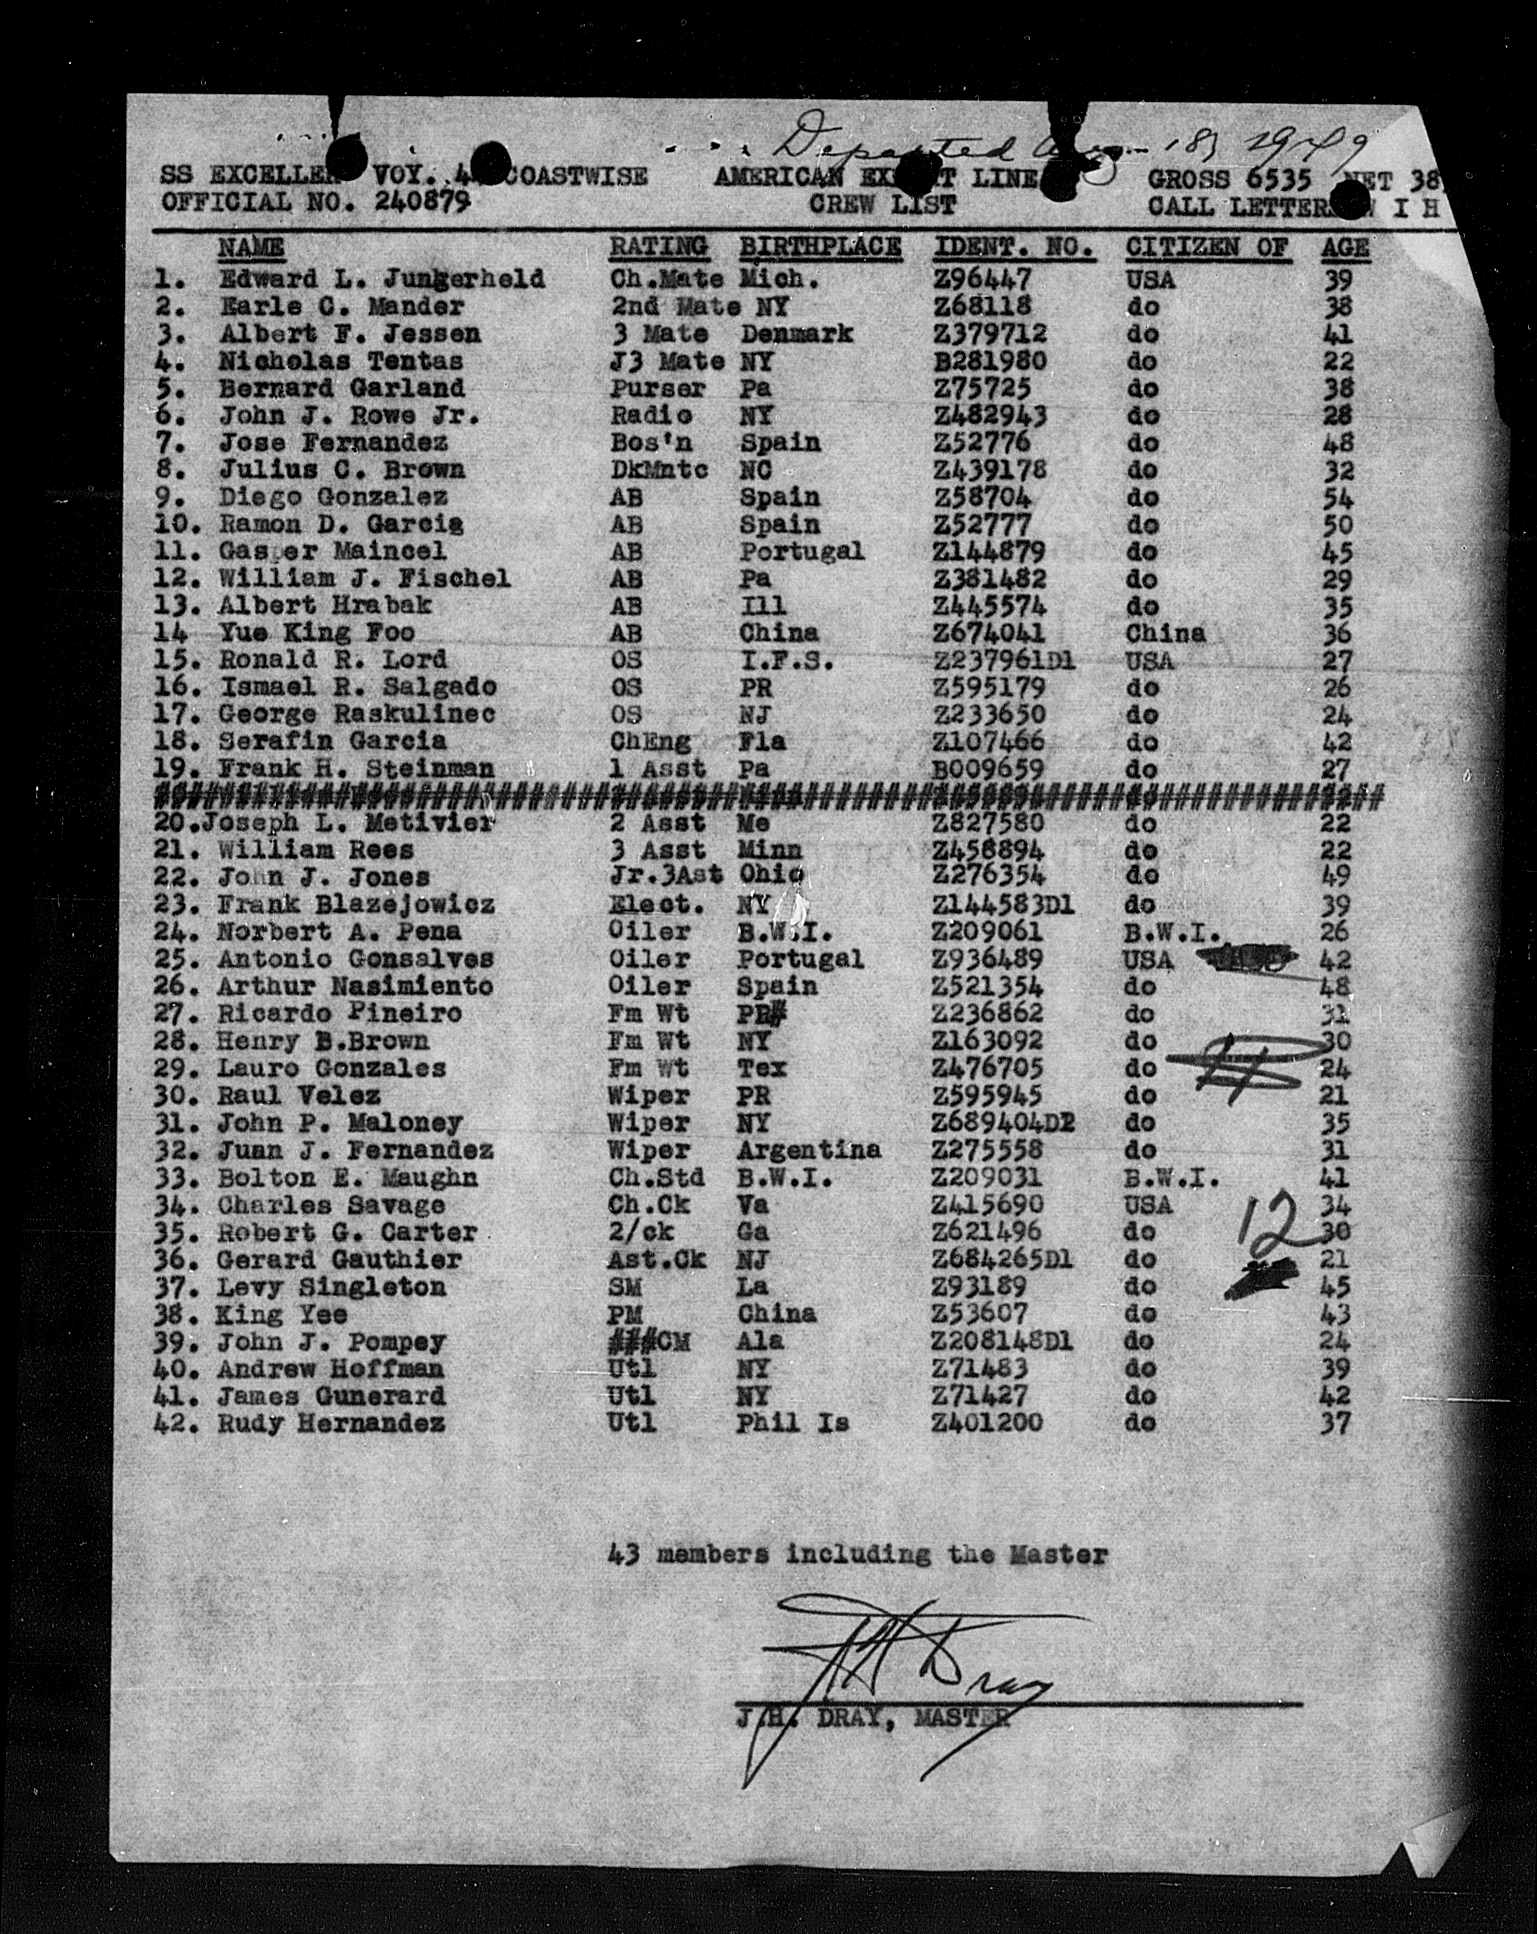 Departed Aug. 18, 1949
SS EXCELLE VOY. 4 COASTWISE AMERICAN EXPORT LINE GROSS 6535 NET 38
OFFICIAL NO. 240879 CREW LIST CALL LETTERS W I H
NAME RATING BIRTHPLACE IDENT. NO. CITIZEN OF AGE
1. Edward L. Jungerheld Ch.Mate Mich. Z96447 USA 39
2. Earle C. Mander 2nd Mate NY Z68118 do 38
3. Albert F. Jessen 3 Mate Denmark Z379712 do 41
4. Nicholas Tentas J3 Mate NY B281980 do 22
5. Bernard Garland Purser Pa Z75725 do 38
6. John J. Rowe Jr. Radio NY Z482943 do 28
7. Jose Fernandez Bos'n Spain Z52776 do 48
8. Julius C. Brown DkMntc NC Z439178 do 32
9. Diego Gonzalez AB Spain Z58704 do 54
10. Ramon D. Garcia AB Spain Z52777 do 50
11. Gasper Maincel AB Portugal Z144879 do 45
12. William J. Fischel AB Pa Z381482 do 29
13. Albert Hrabak AB Ill Z445574 do 35
14 Yue King Foo AB China Z674041 China 36
15. Ronald R. Lord OS I.F.S. Z237961D1 USA 27
16. Ismael R. Salgado OS PR Z595179 do 26
17. George Raskulinec OS NJ Z233650 do 24
18. Serafin Garcia ChEng Fla Z107466 do 42
19. Frank H. Steinman 1 Asst Pa B009659 do 27
20.Joseph L. Metivier 2 Asst Me Z827580 do 22
21. William Rees 3 Asst Minn Z458894 do 22
22. John J. Jones Jr.3Ast Ohio Z276354 do 49
23. Frank Blazejowicz Elect. NY Z144583D1 do 39
24. Norbert A. Pena Oiler B.W.I. Z209061 B.W.I. 26
25. Antonio Gonsalves Oiler Portugal Z936489 USA 42
26. Arthur Nasimiento Oiler Spain Z521354 do 48
27. Ricardo Pineiro Fm Wt PR# Z236862 do 31
28. Henry B.Brown Fm Wt NY Z163092 do 30
29. Lauro Gonzales Fm Wt Tex Z476705 do 24
30. Raul Velez Wiper PR Z595945 do 21
31. John P. Maloney Wiper NY Z689404D2 do 35
32. Juan J. Fernandez Wiper Argentina Z275558 do 31
33. Bolton E. Maughn Ch.Std B.W.I. Z209031 B.W.I. 41
34. Charles Savage Ch.Ck Va Z415690 USA 34
35. Robert G. Carter 2/ck Ga Z621496 do 12 30
36. Gerard Gauthier Ast.Ck NJ Z684265D1 do 21
37. Levy Singleton SM La Z93189 do 45
38. King Yee PM China Z53607 do 43
39. John J. Pompey ###CM Ala Z208148D1 do 24
40. Andrew Hoffman Utl NY Z71483 do 39
41. James Gunerard Utl NY Z71427 do 42
42. Rudy Hernandez Utl Phil Is Z401200 do 37
43 members including the Master
J H Dray
J.H. DRAY, MASTER